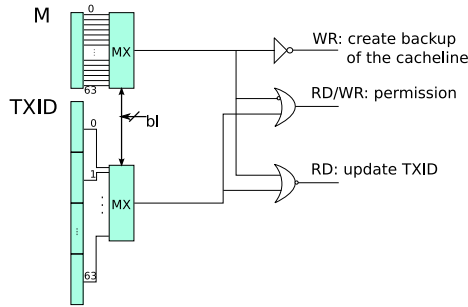 M
0
...
63
MX
WR: create backup
of the cacheline
RD/WR: permission
TXID
bl
0
1
...
MX
RD: update TXID
...
63